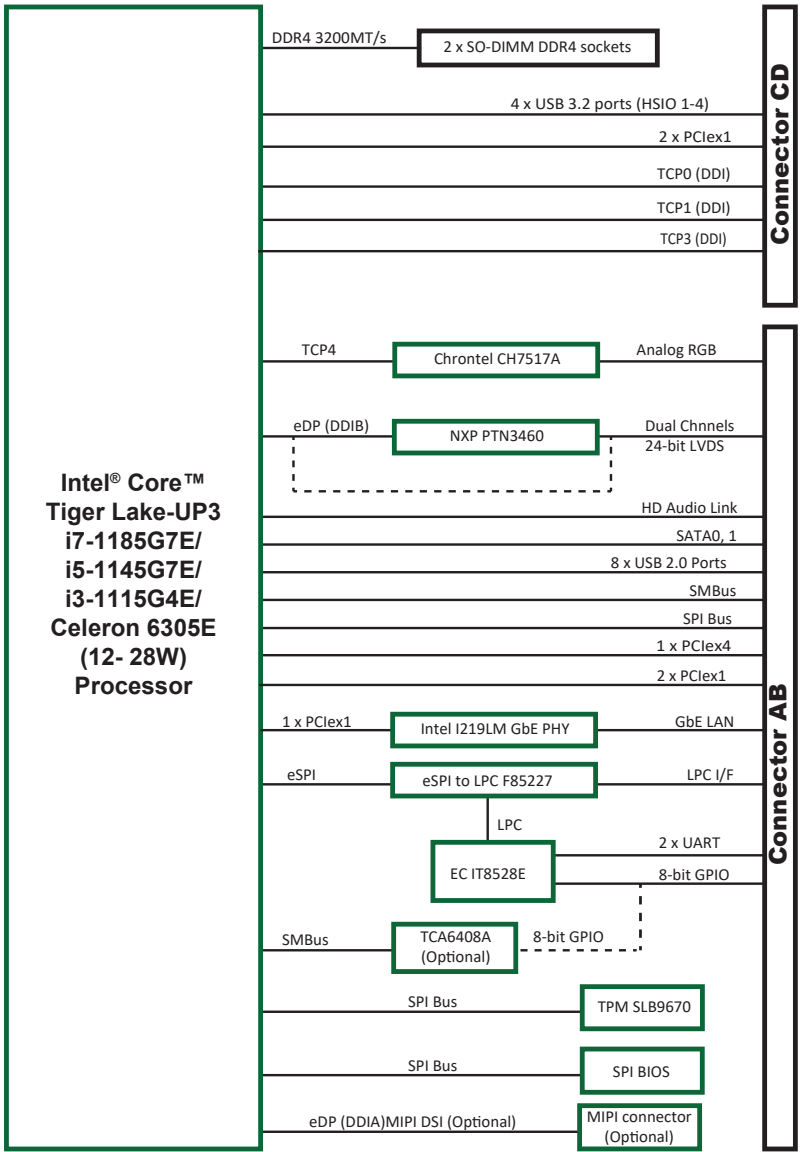 DDR4 3200MT/s
2 x SO-DIMM DDR4 sockets
4 x USB 3.2 ports (HSIO 1-4)
2 x PCIex1
TCP0 (DDI)
TCP1 (DDI)
TCP3 (DDI)
Connector CD
TCP4
Chrontel CH7517A
Analog RGB
eDP (DDIB)
NXP PTN3460
Dual Chnnels
24-bit LVDS
Intel® Core™
Tiger Lake-UP3
i7-1185G7E/
i5-1145G7E/
i3-1115G4E/
Celeron 6305E
(12- 28W)
Processor
HD Audio Link
SATA0, 1
8 x USB 2.0 Ports
SMBus
SPI Bus
1 x PCIex4
2 x PCIex1
Connector AB
1 x PCIex1
Intel I219LM GbE PHY
GbE LAN
eSPI
eSPI to LPC F85227
LPC I/F
LPC
EC IT8528E
2 x UART
8-bit GPIO
SMBus
TCA6408A
(Optional)
8-bit GPIO
SPI Bus
TPM SLB9670
SPI Bus
SPI BIOS
eDP (DDIA)MIPI DSI (Optional)
MIPI connector
(Optional)